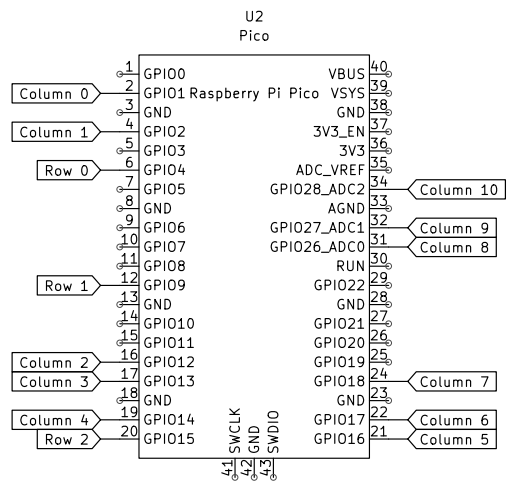 U2
Pico
1 GPIO0 VBUS 40
Column 0 2 GPIO1 Raspberry Pi Pico VSYS 39
3 GND GND 38
Column 1 4 GPIO2 3V3_EN 37
5 GPIO3 3V3 36
Row 0 6 GPIO4 ADC_VREF 35
7 GPIO5 GPIO28_ADC2 34 Column 10
8 GND AGND 33
9 GPIO6 GPIO27_ADC1 32 Column 9
10 GPIO7 GPIO26_ADC0 31 Column 8
11 GPIO8 RUN 30
Row 1 12 GPIO9 GPIO22 29
13 GND GND 28
14 GPIO10 GPIO21 27
15 GPIO11 GPIO20 26
Column 2 16 GPIO12 GPIO19 25
Column 3 17 GPIO13 GPIO18 24 Column 7
18 GND GND 23
Column 4 19 GPIO14 GPIO17 22 Column 6
Row 2 20 GPIO15 GPIO16 21 Column 5
SWCLK GND SWDIO
41 42 43